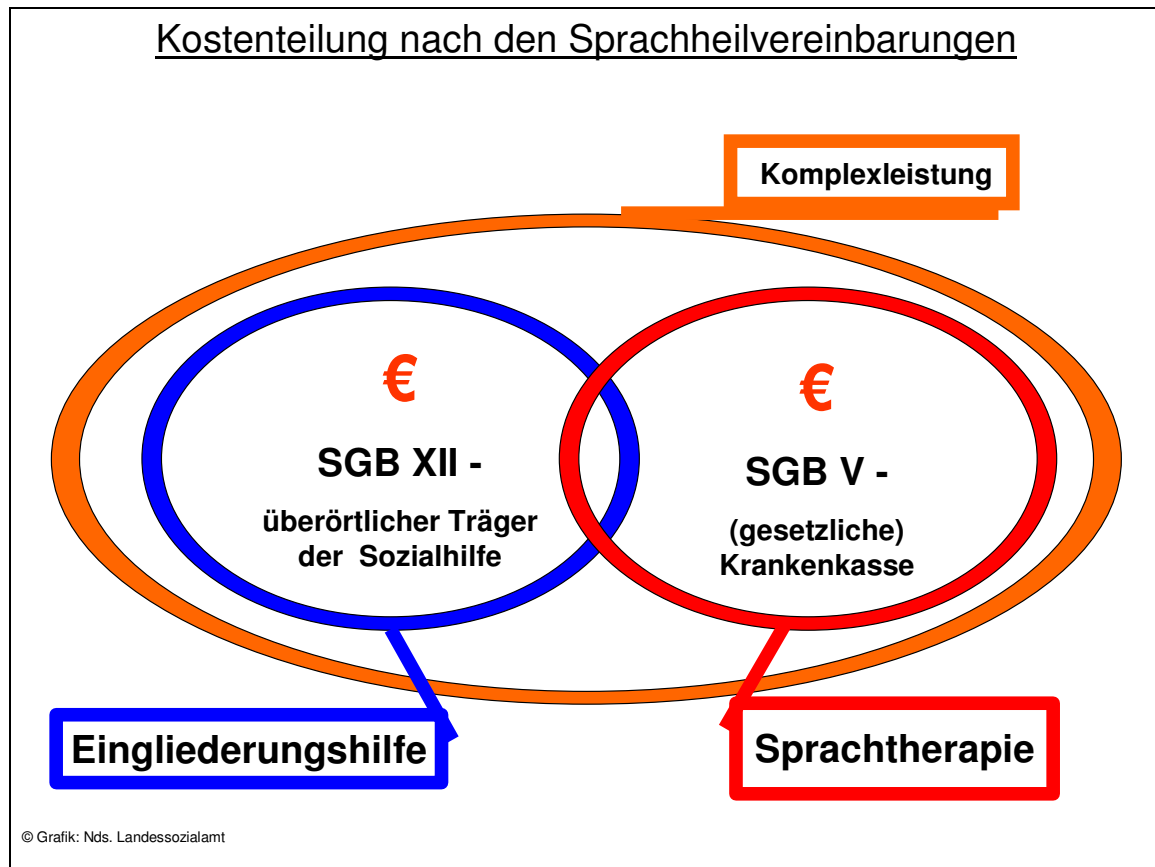 Kostenteilung nach den Sprachheilvereinbarungen
Komplexleistung
€
SGB XII -
überörtlicher Träger
der Sozialhilfe
€
SGB V -
(gesetzliche)
Krankenkasse
Eingliederungshilfe
Sprachtherapie
© Grafik: Nds. Landessozialamt